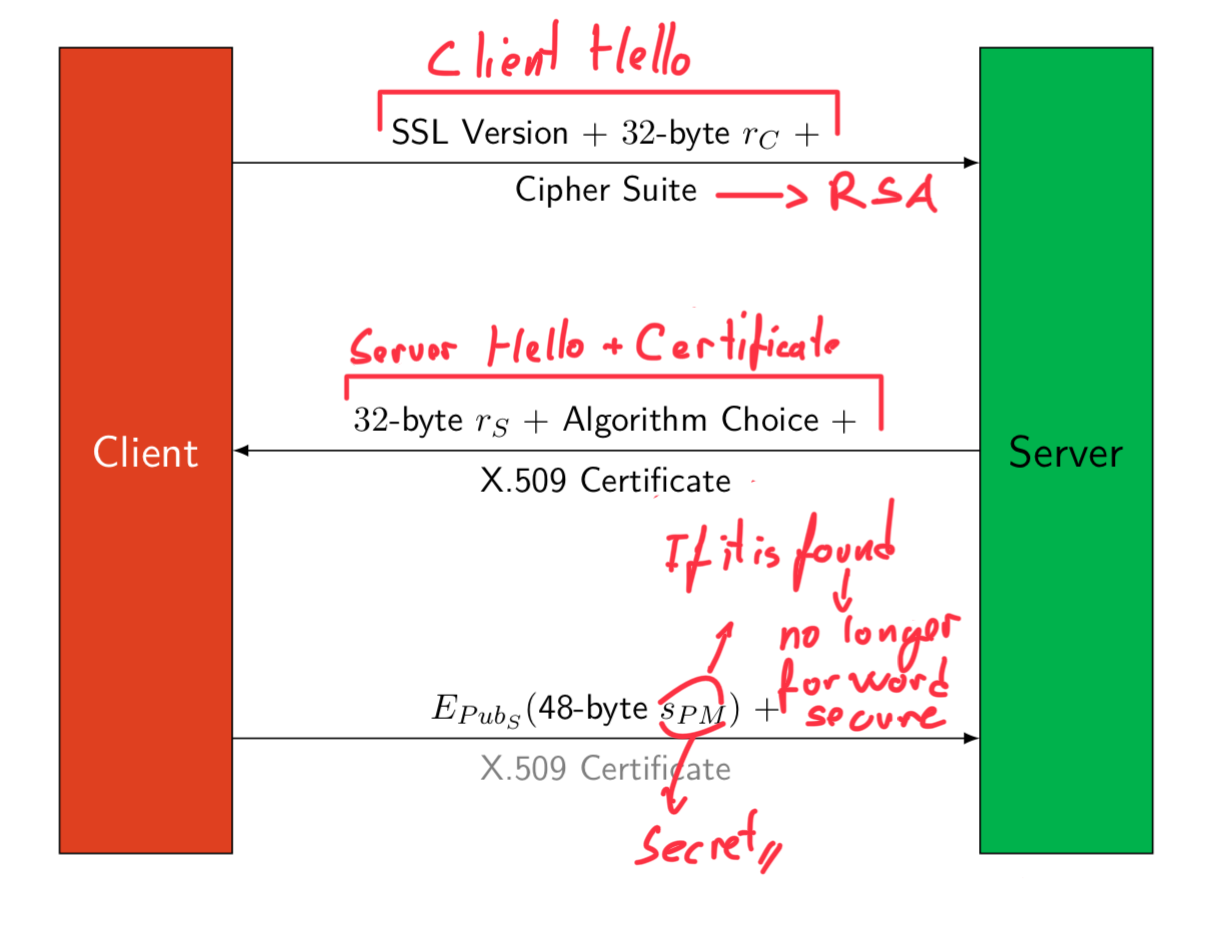 Client Hello
SSL Version + 32-byte r_C +
Cipher Suite → RSA
Server Hello + Certificate
32-byte r_S + Algorithm Choice +
Client
Server
X.509 Certificate
If it is found
↓
no longer
forword
secure
E_{Pub_S}(48-byte s_{PM}) +
X.509 Certificate
Secret,,